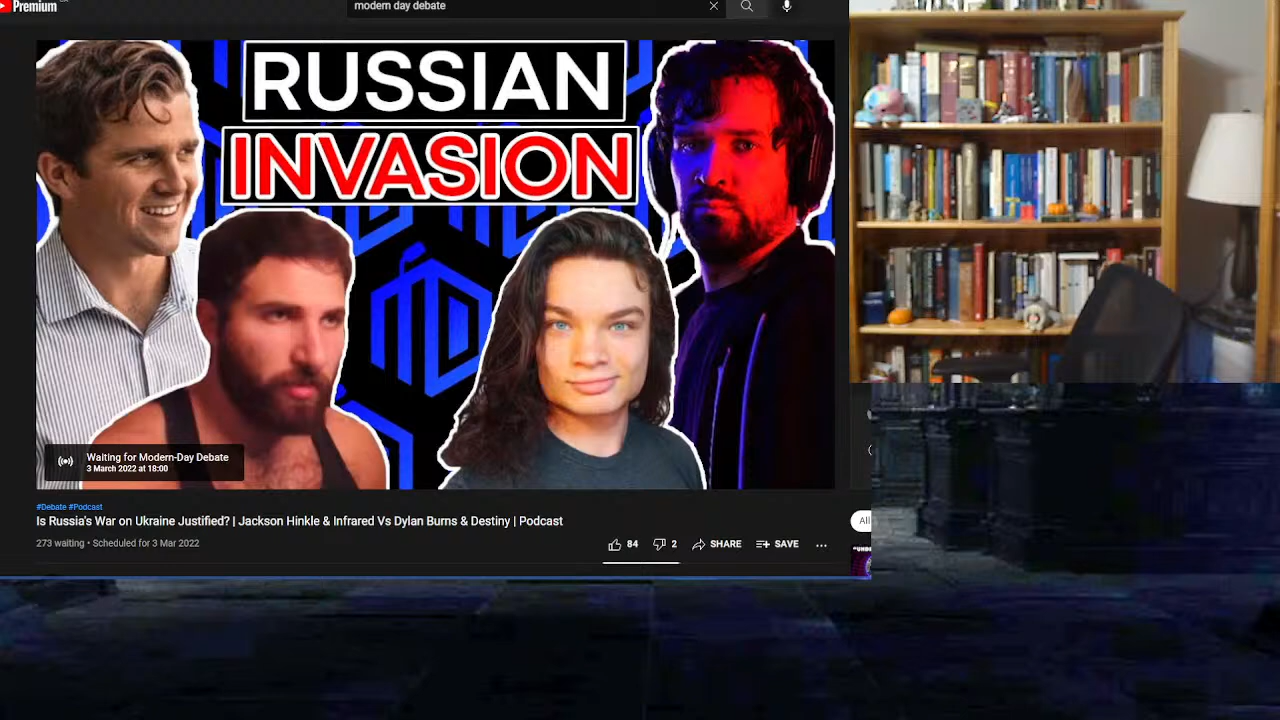 Premium
modern day debate
RUSSIAN
INVASION
Waiting for Modern-Day Debate
3 March 2022 at 18:00
#Debate #Podcast
Is Russia's War on Ukraine Justified? | Jackson Hinkle & Infrared Vs Dylan Burns & Destiny | Podcast
273 waiting • Scheduled for 3 Mar 2022
84 2 SHARE SAVE ...
All